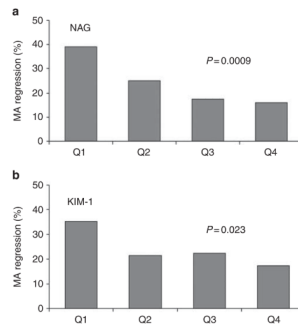 a
50
40
30
20
10
0
MA regression (%)
NAG
P=0.0009
Q1 Q2 Q3 Q4
b
50
40
30
20
10
0
MA regression (%)
KIM-1
P=0.023
Q1 Q2 Q3 Q4